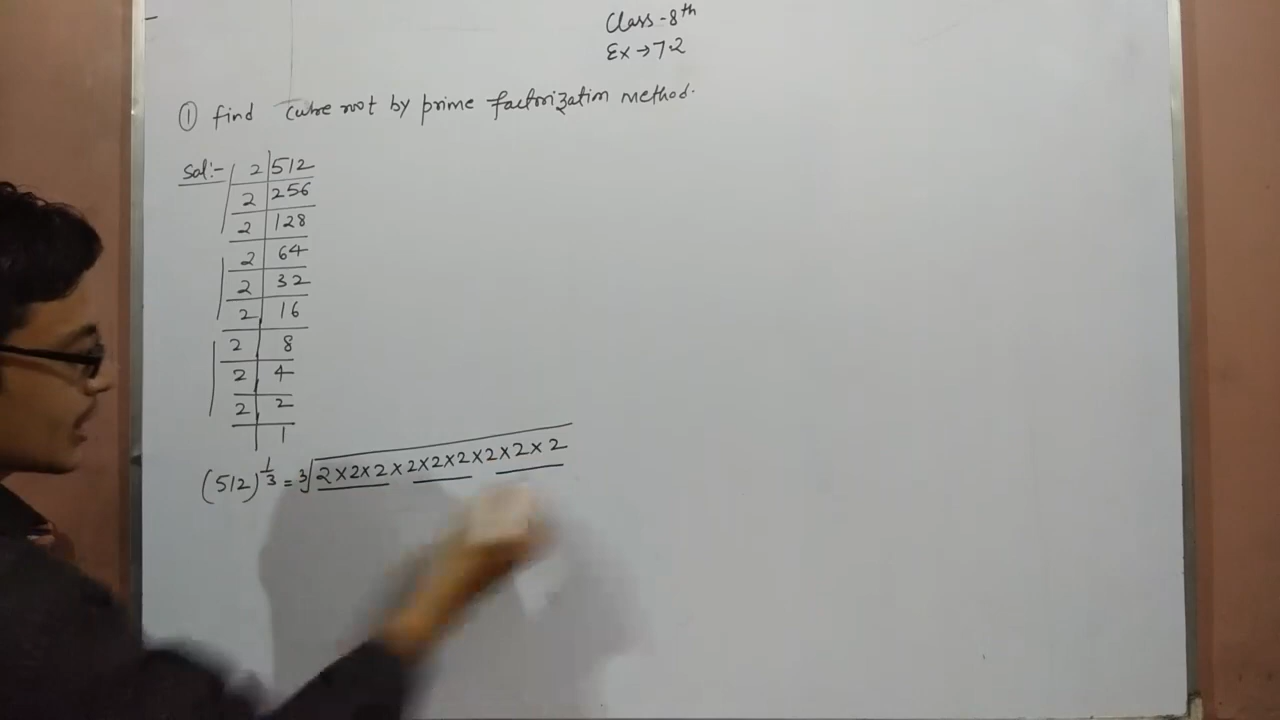 Class - 8th
Ex → 7.2
① find cube root by prime factorization method.
Sol:-
2 | 512
2 | 256
2 | 128
2 | 64
2 | 32
2 | 16
2 | 8
2 | 4
2 | 2
| 1
(512)^1/3 = ∛2×2×2×2×2×2×2×2×2